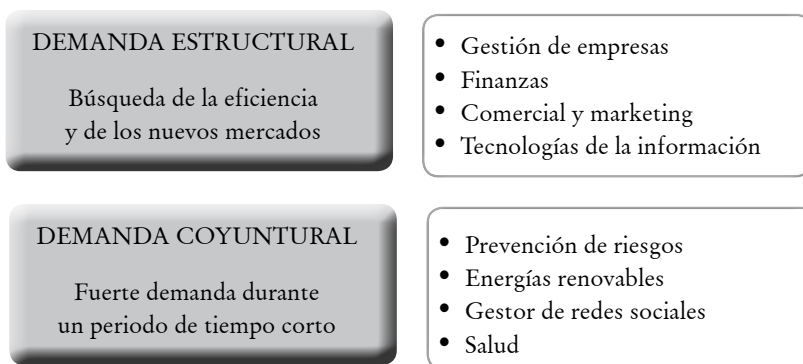 DEMANDA ESTRUCTURAL
Búsqueda de la eficiencia
y de los nuevos mercados
• Gestión de empresas
• Finanzas
• Comercial y marketing
• Tecnologías de la información
DEMANDA COYUNTURAL
Fuerte demanda durante
un periodo de tiempo corto
• Prevención de riesgos
• Energías renovables
• Gestor de redes sociales
• Salud